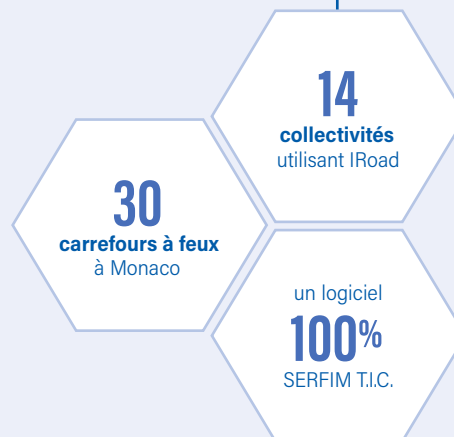 14
collectivités
utilisant IRoad
30
carrefours à feux
à Monaco
un logiciel
100%
SERFIM T.I.C.